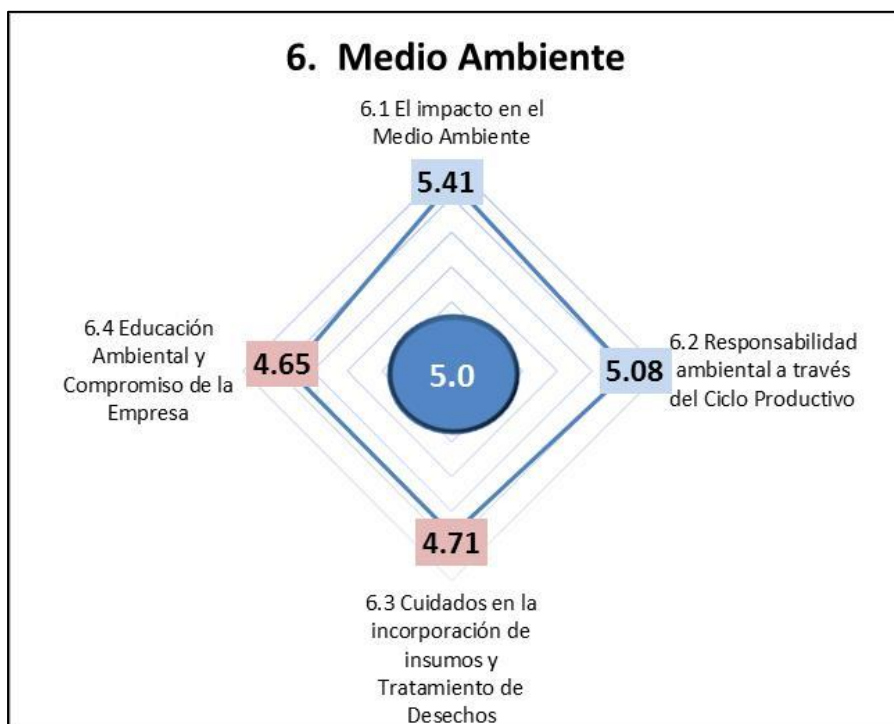 6. Medio Ambiente
6.1 El impacto en el
Medio Ambiente
5.41
6.4 Educación
Ambiental y
Compromiso de la
Empresa
4.65
5.0
5.08
6.2 Responsabilidad
ambiental a través
del Ciclo Productivo
4.71
6.3 Cuidados en la
incorporación de
insumos y
Tratamiento de
Desechos